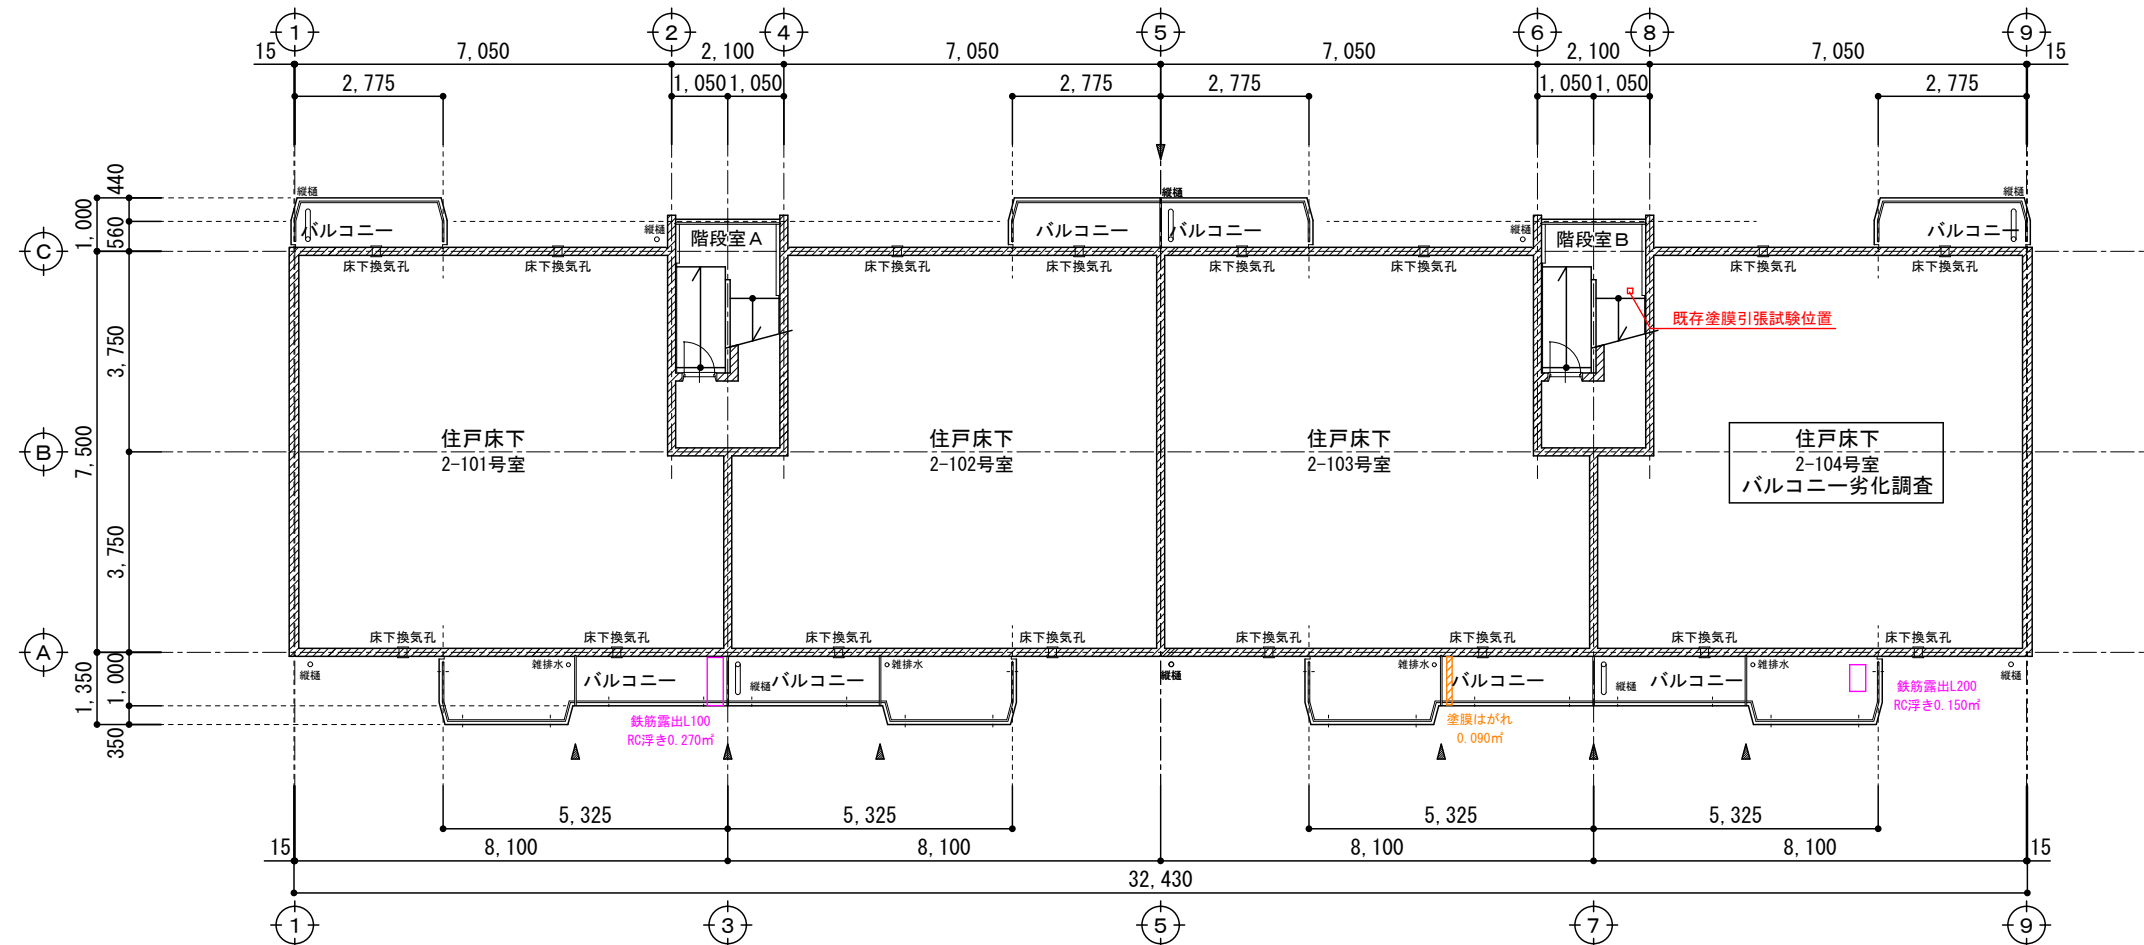 1
2
4
5
6
8
9
15
7,050
2,100
7,050
7,050
2,100
7,050
15
2,775
1,050
1,050
2,775
2,775
1,050
1,050
2,775
440
1,000
560
縦樋
縦樋
縦樋
バルコニー
縦樋
階段室A
バルコニー
バルコニー
縦樋
階段室B
バルコニー
C
床下換気孔
床下換気孔
床下換気孔
床下換気孔
床下換気孔
床下換気孔
床下換気孔
床下換気孔
既存塗膜引張試験位置
3,750
7,500
B
住戸床下
2-101号室
住戸床下
2-102号室
住戸床下
2-103号室
住戸床下
2-104号室
バルコニー劣化調査
3,750
床下換気孔
床下換気孔
床下換気孔
床下換気孔
床下換気孔
床下換気孔
床下換気孔
床下換気孔
A
1,350
1,000
350
縦樋
雑排水
バルコニー
縦樋
バルコニー
雑排水
縦樋
雑排水
バルコニー
縦樋
バルコニー
雑排水
縦樋
鉄筋露出L100
RC浮き0.270㎡
塗膜はがれ
0.090㎡
鉄筋露出L200
RC浮き0.150㎡
5,325
5,325
5,325
5,325
15
8,100
8,100
8,100
8,100
15
32,430
1
3
5
7
9